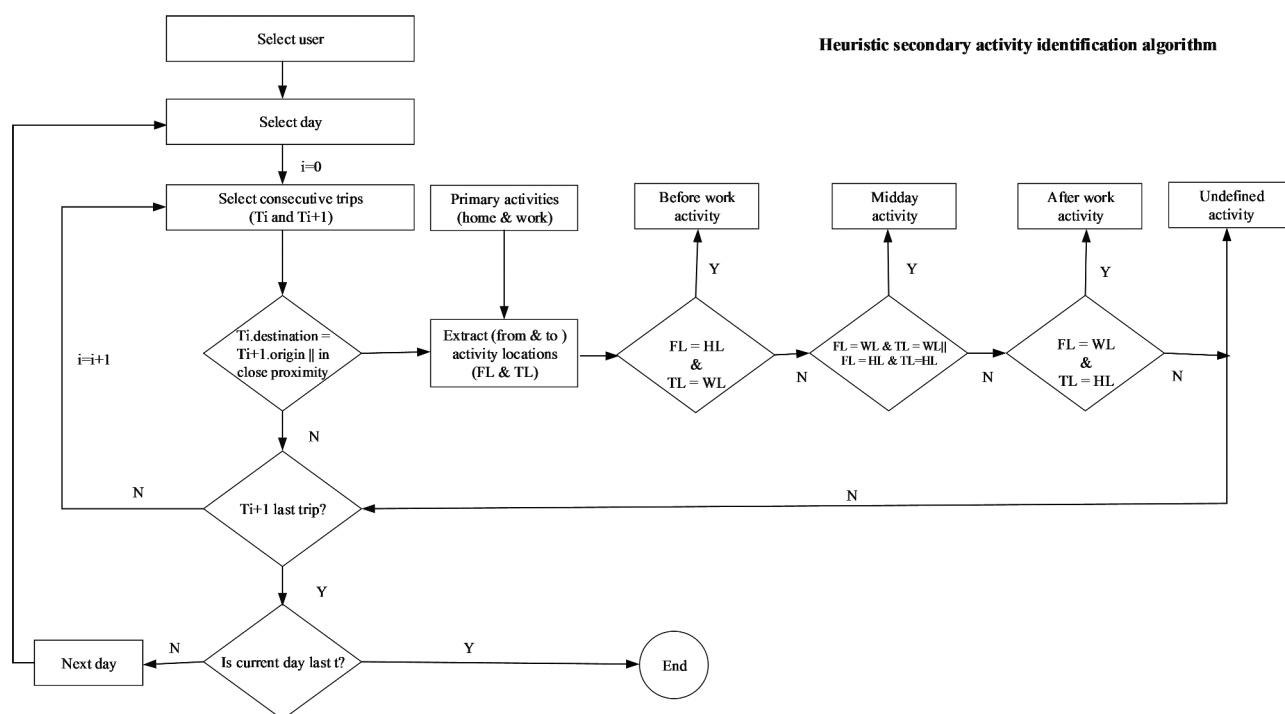 Heuristic secondary activity identification algorithm
Select user
Select day
i=0
Select consecutive trips
(Ti and Ti+1)
Primary activities
(home & work)
Before work
activity
Midday
activity
After work
activity
Undefined
activity
Y
Y
Y
i=i+1
Ti.destination =
Ti+1.origin || in
close proximity
Extract (from & to )
activity locations
(FL & TL)
FL = HL
&
TL = WL
N
FL = WL & TL = WL||
FL = HL & TL=HL
N
FL = WL
&
TL = HL
N
N
N
Ti+1 last trip?
N
Y
Next day
N
Is current day last t?
Y
End